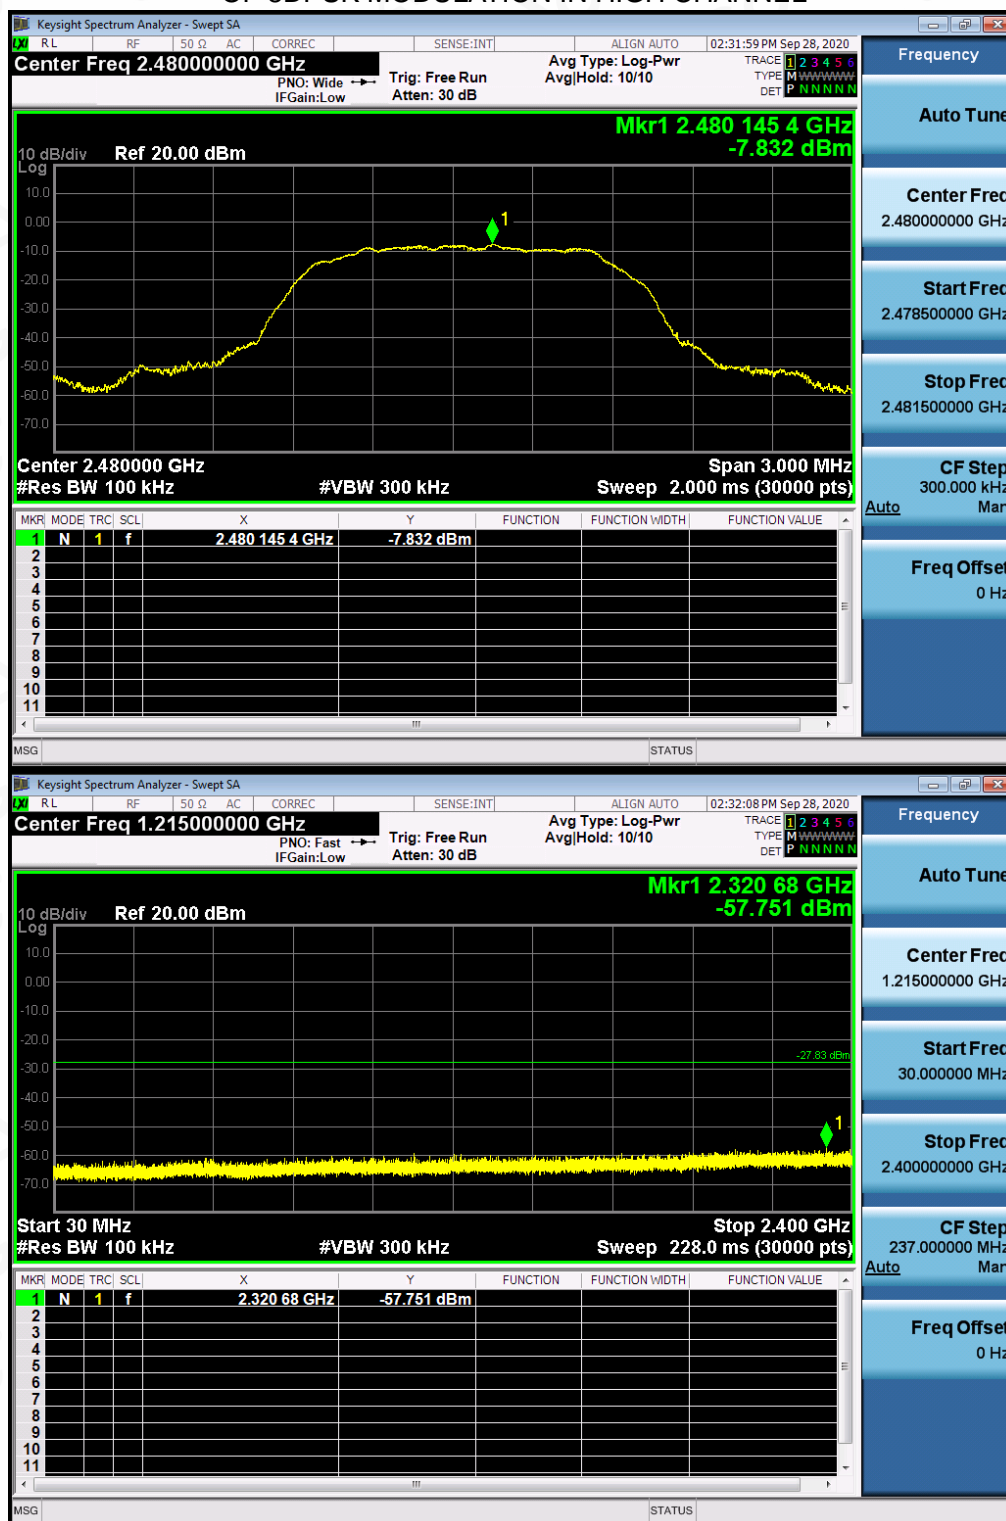 OF 8DPSK MODULATION IN HIGH CHANNEL
Keysight Spectrum Analyzer - Swept SA
LXI RL RF 50 Ω AC CORREC SENSE:INT ALIGN AUTO 02:31:59 PM Sep 28, 2020
Center Freq 2.480000000 GHz
PNO: Wide
IFGain:Low
Trig: Free Run
Atten: 30 dB
Avg Type: Log-Pwr
Avg|Hold: 10/10
TRACE 1 2 3 4 5 6
TYPE M WWWWW
DET P N N N N N
Frequency
Auto Tune
Mkr1 2.480 145 4 GHz
-7.832 dBm
10 dB/div Ref 20.00 dBm
Log
10.0
0.00
-10.0
-20.0
-30.0
-40.0
-50.0
-60.0
-70.0
1
Center Freq
2.480000000 GHz
Start Freq
2.478500000 GHz
Stop Freq
2.481500000 GHz
CF Step
300.000 kHz
Auto Man
Freq Offset
0 Hz
Center 2.480000 GHz Span 3.000 MHz
#Res BW 100 kHz #VBW 300 kHz Sweep 2.000 ms (30000 pts)
MKR MODE TRC SCL X Y FUNCTION FUNCTION WIDTH FUNCTION VALUE
1 N 1 f 2.480 145 4 GHz -7.832 dBm
2
3
4
5
6
7
8
9
10
11
MSG STATUS
Keysight Spectrum Analyzer - Swept SA
LXI RL RF 50 Ω AC CORREC SENSE:INT ALIGN AUTO 02:32:08 PM Sep 28, 2020
Center Freq 1.215000000 GHz
PNO: Fast
IFGain:Low
Trig: Free Run
Atten: 30 dB
Avg Type: Log-Pwr
Avg|Hold: 10/10
TRACE 1 2 3 4 5 6
TYPE M WWWWW
DET P N N N N N
Frequency
Auto Tune
Mkr1 2.320 68 GHz
-57.751 dBm
10 dB/div Ref 20.00 dBm
Log
10.0
0.00
-10.0
-20.0
-30.0
-40.0
-50.0
-60.0
-70.0
-27.83 dBm
1
Center Freq
1.215000000 GHz
Start Freq
30.000000 MHz
Stop Freq
2.400000000 GHz
CF Step
237.000000 MHz
Auto Man
Freq Offset
0 Hz
Start 30 MHz Stop 2.400 GHz
#Res BW 100 kHz #VBW 300 kHz Sweep 228.0 ms (30000 pts)
MKR MODE TRC SCL X Y FUNCTION FUNCTION WIDTH FUNCTION VALUE
1 N 1 f 2.320 68 GHz -57.751 dBm
2
3
4
5
6
7
8
9
10
11
MSG STATUS